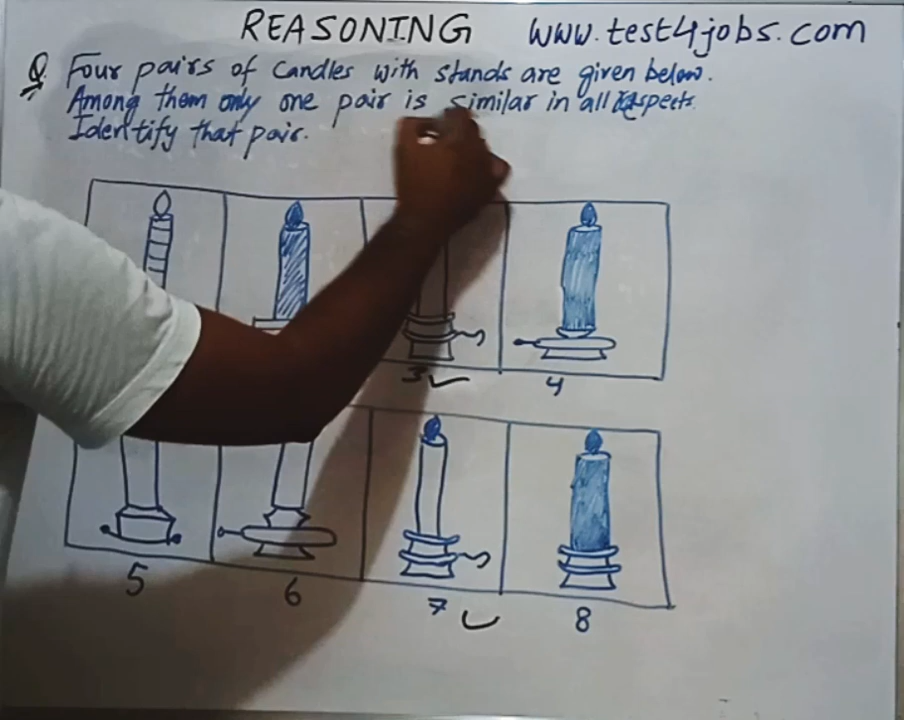 REASONING www.test4jobs.com
Q. Four pairs of candles with stands are given below.
Among them only one pair is similar in all respects.
Identify that pair.
3 4
5 6 7 8